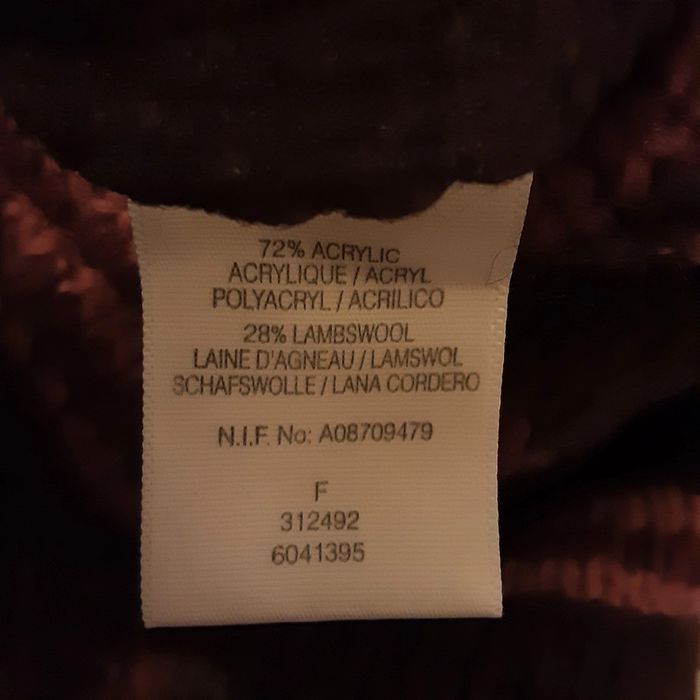 72% ACRYLIC
ACRYLIQUE / ACRYL
POLYACRYL / ACRILICO
28% LAMBSWOOL
LAINE D'AGNEAU / LAMSWOL
SCHAFSWOLLE / LANA CORDERO
N.I.F. No: A08709479
F
312492
6041395